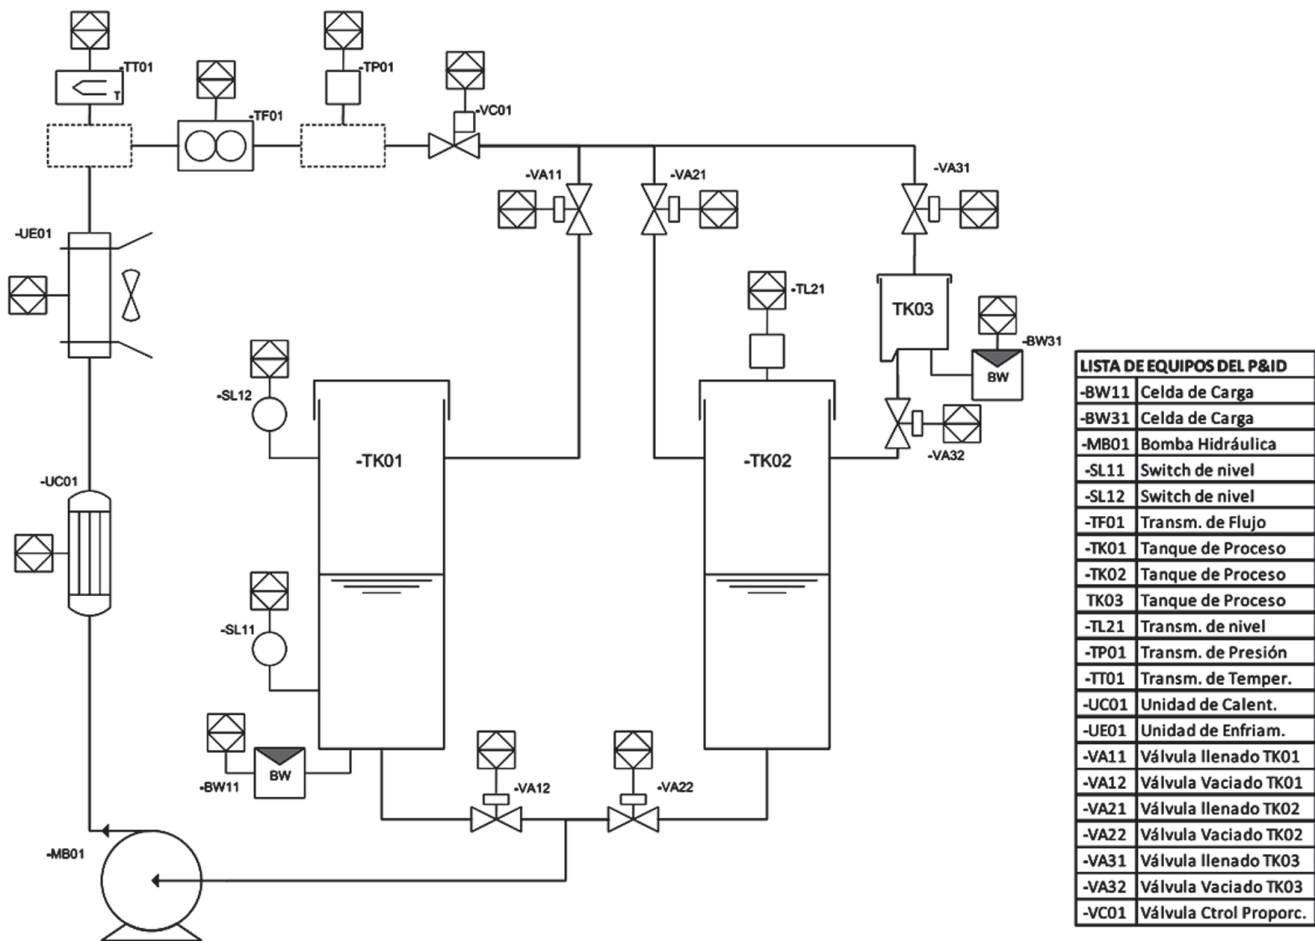 -TT01
T
-TF01
-TP01
-VC01
-VA11
-VA21
-VA31
-UE01
-TL21
TK03
-BW31
BW
-SL12
-TK01
-TK02
-VA32
-UC01
-SL11
-BW11
BW
-VA12
-VA22
-MB01
LISTA DE EQUIPOS DEL P&ID
-BW11 Celda de Carga
-BW31 Celda de Carga
-MB01 Bomba Hidráulica
-SL11 Switch de nivel
-SL12 Switch de nivel
-TF01 Transm. de Flujo
-TK01 Tanque de Proceso
-TK02 Tanque de Proceso
TK03 Tanque de Proceso
-TL21 Transm. de nivel
-TP01 Transm. de Presión
-TT01 Transm. de Temper.
-UC01 Unidad de Calent.
-UE01 Unidad de Enfriam.
-VA11 Válvula llenado TK01
-VA12 Válvula Vaciado TK01
-VA21 Válvula llenado TK02
-VA22 Válvula Vaciado TK02
-VA31 Válvula llenado TK03
-VA32 Válvula Vaciado TK03
-VC01 Válvula Ctrol Proporc.